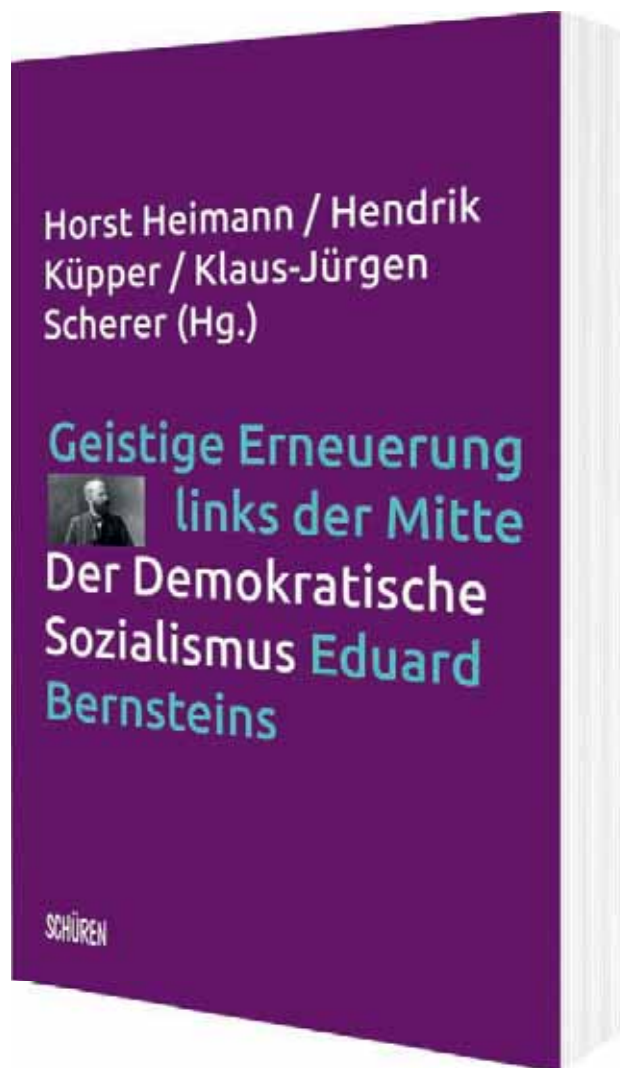 Horst Heimann / Hendrik
Küpper / Klaus-Jürgen
Scherer (Hg.)
Geistige Erneuerung
links der Mitte
Der Demokratische
Sozialismus Eduard
Bernsteins
SCHÜREN